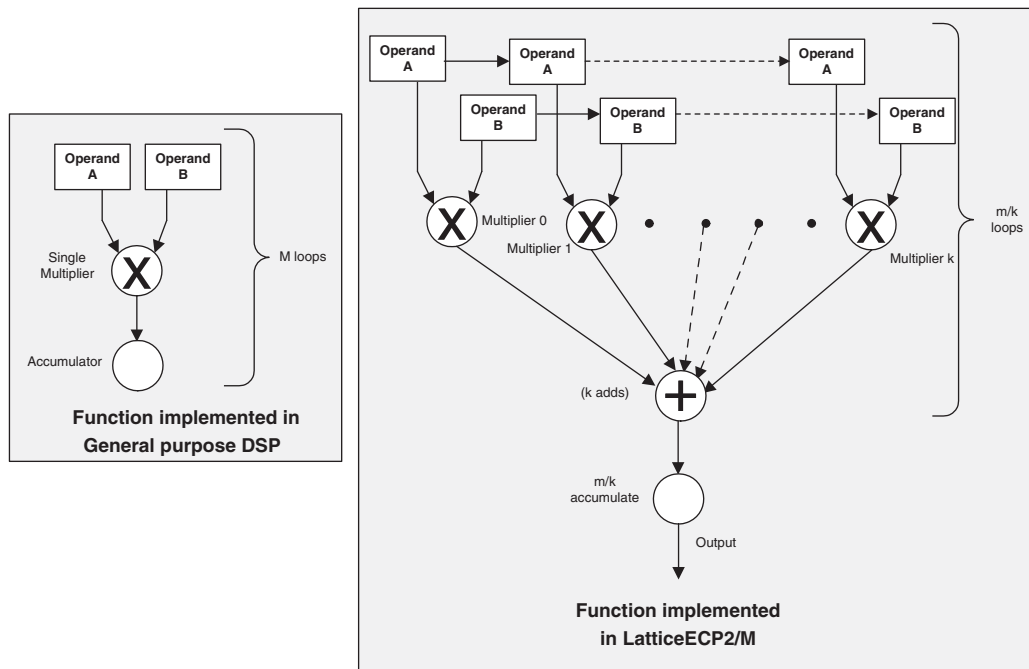 Operand
A
Operand
B
Single
Multiplier
X
M loops
Accumulator
Function implemented in
General purpose DSP
Operand
A
Operand
A
Operand
A
Operand
B
Operand
B
Operand
B
X
Multiplier 0
X
Multiplier 1
X
Multiplier k
m/k
loops
(k adds)
+
m/k
accumulate
Output
Function implemented
in LatticeECP2/M